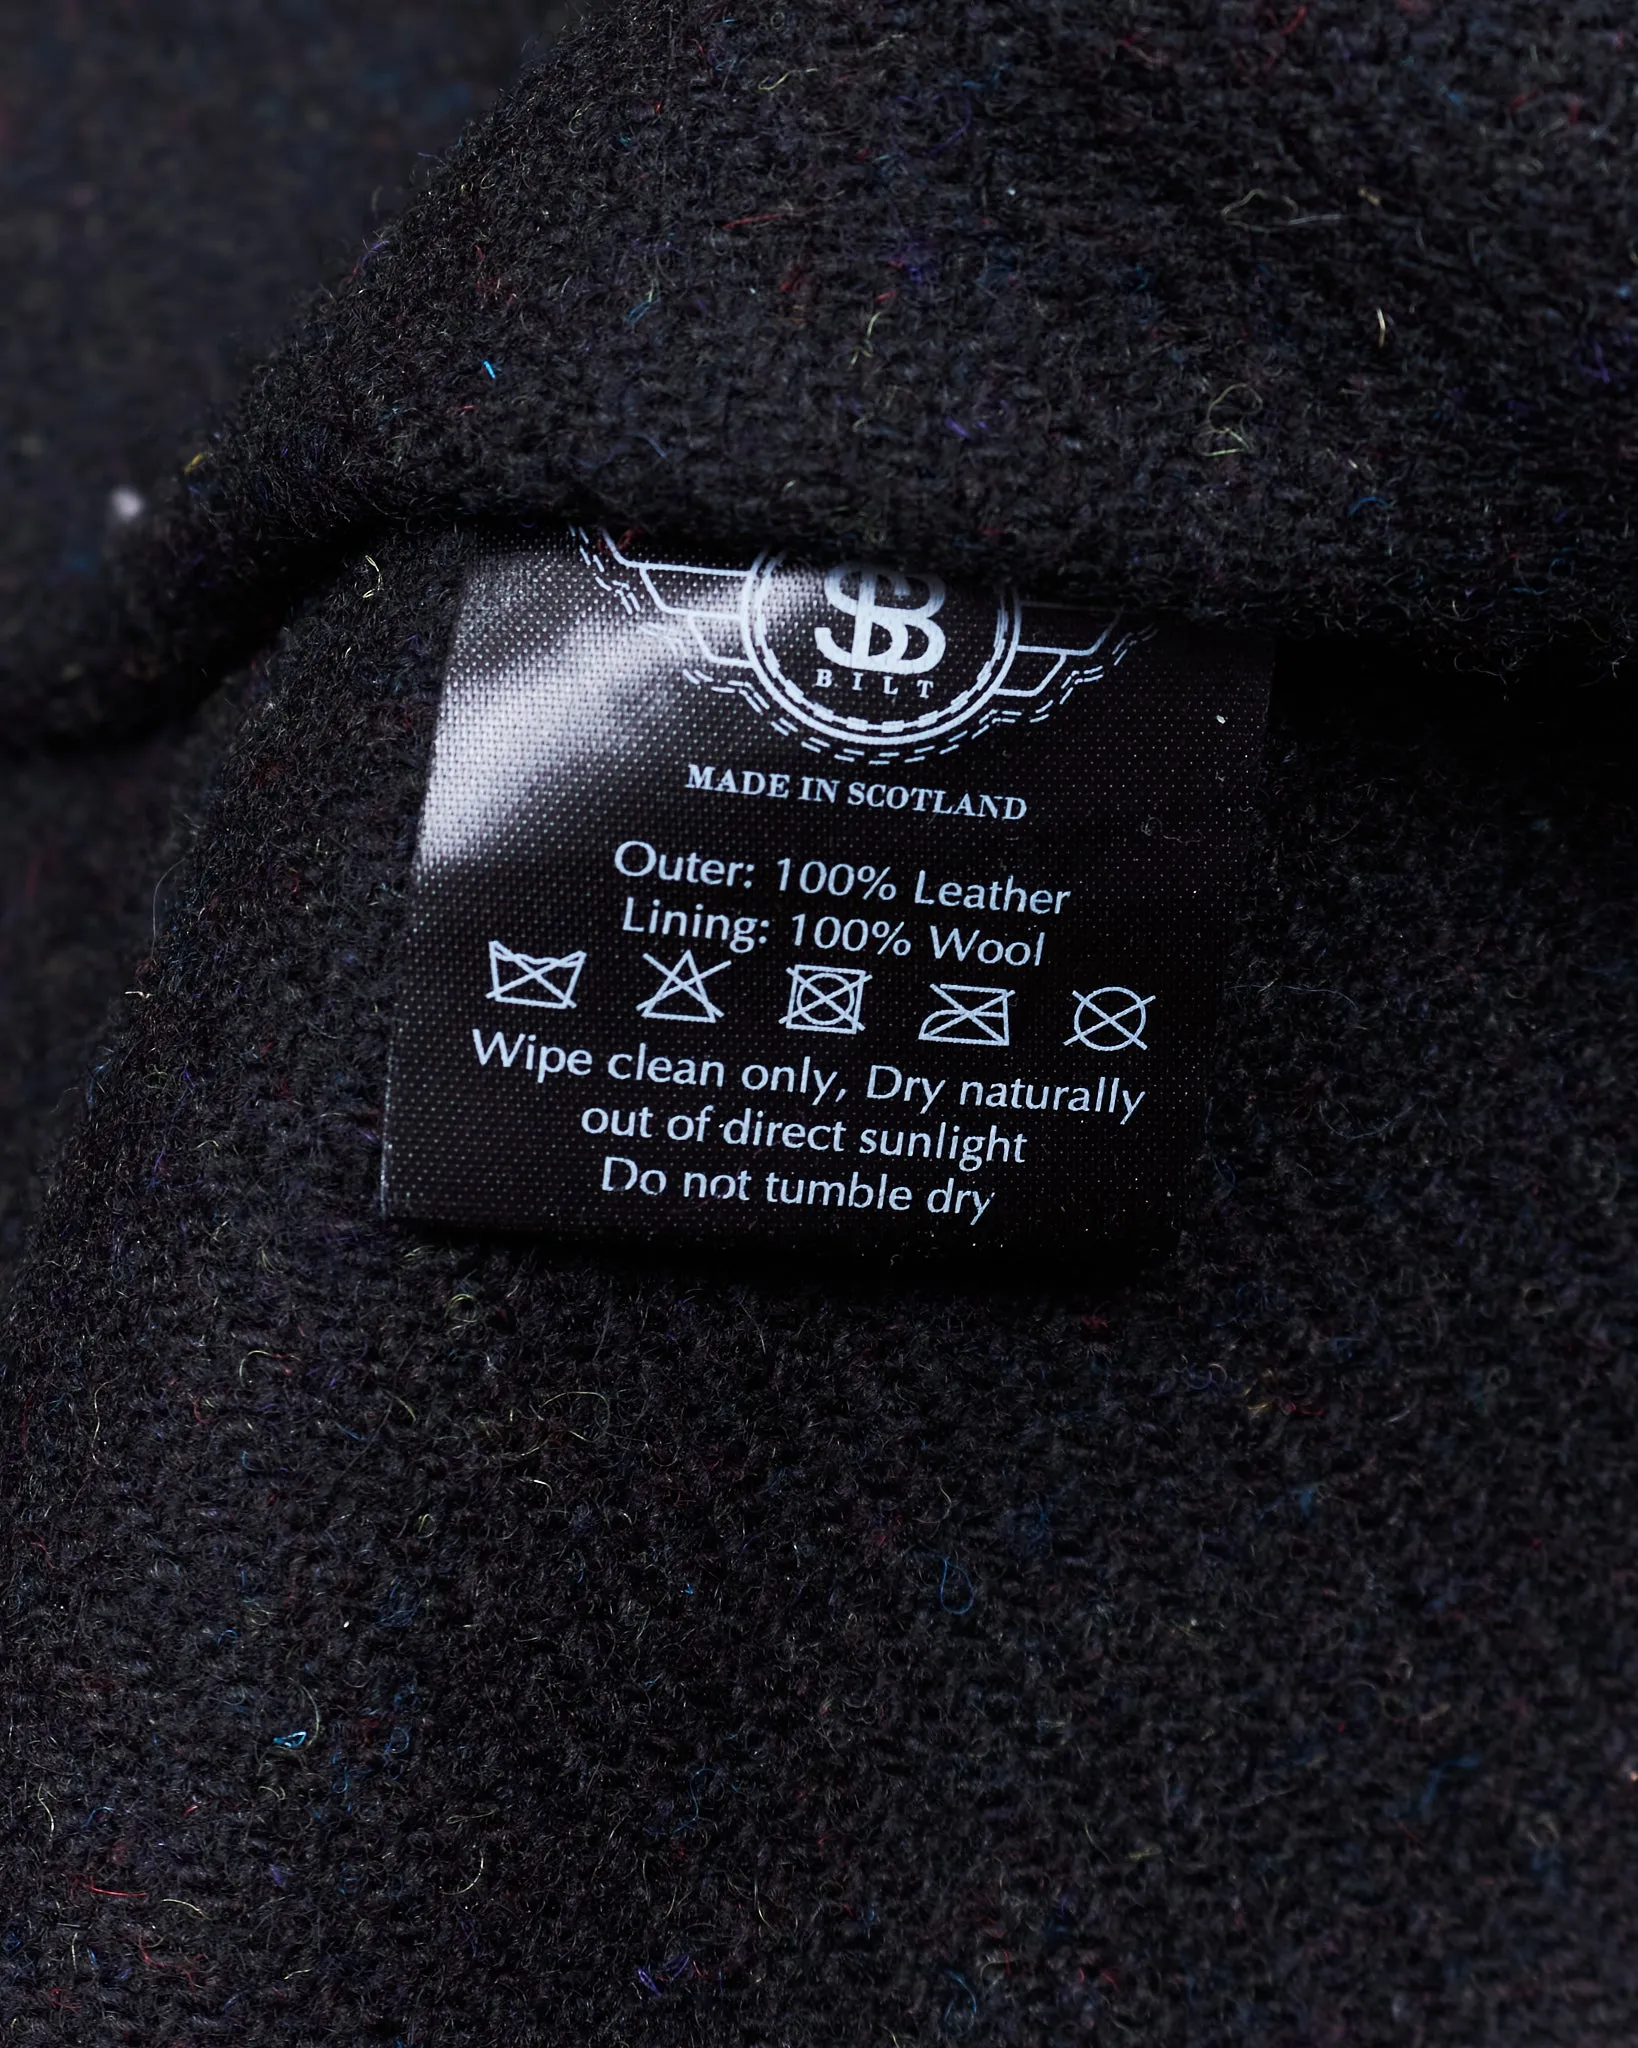 SB
BILT
MADE IN SCOTLAND
Outer: 100% Leather
Lining: 100% Wool
Wipe clean only, Dry naturally
out of direct sunlight
Do not tumble dry